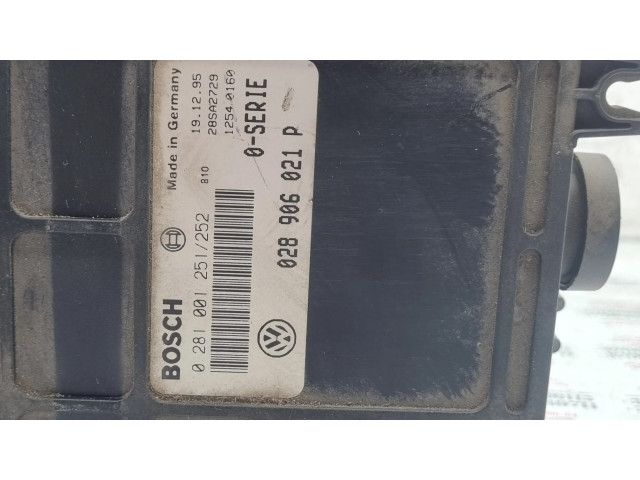 BOSCH
Made in Germany
0 281 001 251/252
810
19.12.95
28SA2729
1254 0160
0-SERIE
028 906 021 P